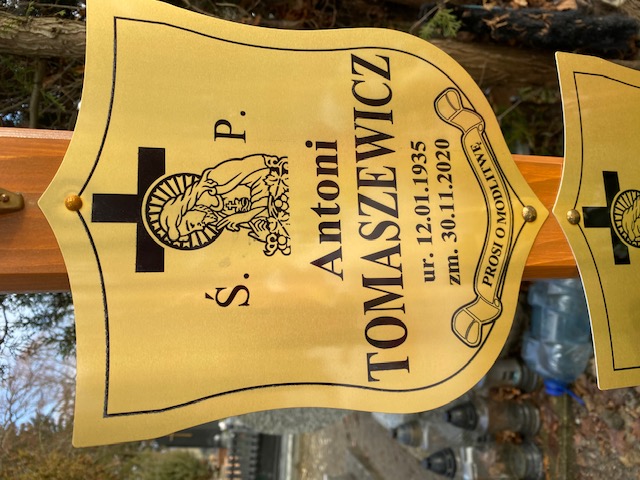 Ś. P.
Antoni
TOMASZEWICZ
ur. 12.01.1935
zm. 30.11.2020
PROSI O MODLITWĘ